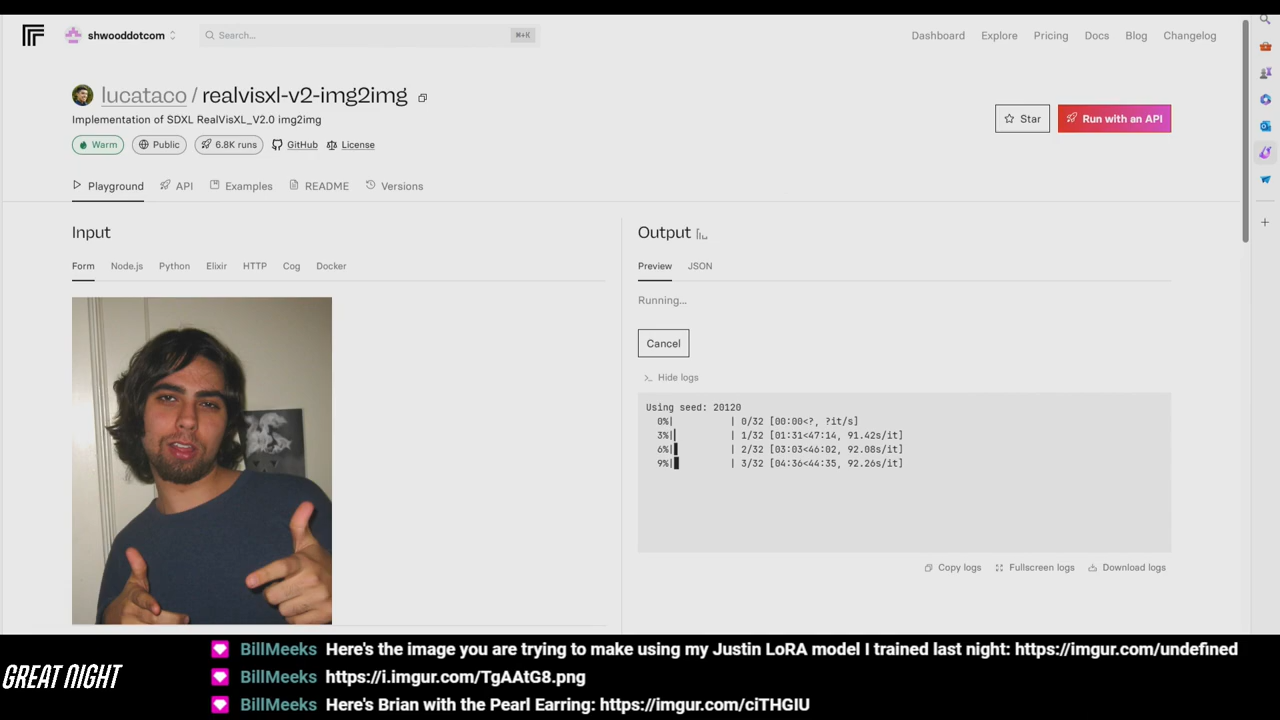 shwooddotcom
Search...
⌘+K
Dashboard
Explore
Pricing
Docs
Blog
Changelog
lucataco / realvisxl-v2-img2img
Implementation of SDXL RealVisXL_V2.0 img2img
Warm
Public
6.8K runs
GitHub
License
Star
Run with an API
Playground
API
Examples
README
Versions
Input
Form
Node.js
Python
Elixir
HTTP
Cog
Docker
Output
Preview
JSON
Running...
Cancel
Hide logs
Using seed: 20120
0%| | 0/32 [00:00<?, ?it/s]
3%| | 1/32 [01:31<47:14, 91.42s/it]
6%| | 2/32 [03:03<46:02, 92.08s/it]
9%| | 3/32 [04:36<44:35, 92.26s/it]
Copy logs
Fullscreen logs
Download logs
GREAT NIGHT
BillMeeks Here's the image you are trying to make using my Justin LoRA model I trained last night: https://imgur.com/undefined
BillMeeks https://i.imgur.com/TgAAtG8.png
BillMeeks Here's Brian with the Pearl Earring: https://imgur.com/ciTHGIU